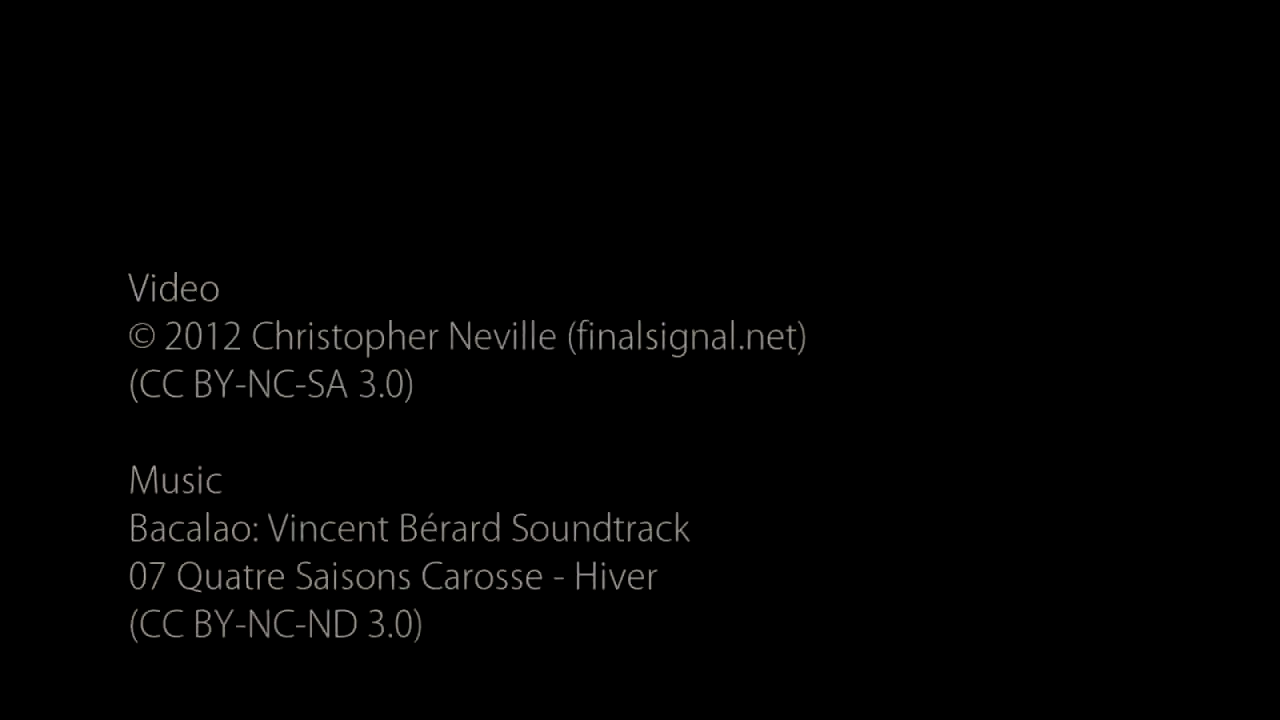 Video
© 2012 Christopher Neville (finalsignal.net)
(CC BY-NC-SA 3.0)
Music
Bacalao: Vincent Bérard Soundtrack
07 Quatre Saisons Carosse - Hiver
(CC BY-NC-ND 3.0)